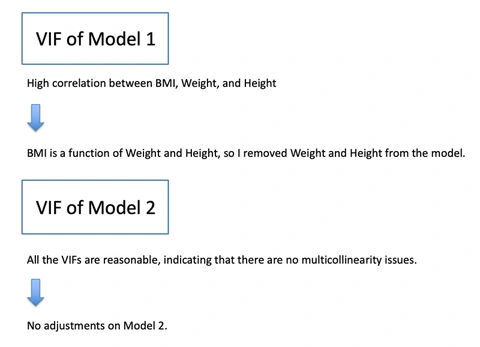 VIF of Model 1
High correlation between BMI, Weight, and Height
BMI is a function of Weight and Height, so I removed Weight and Height from the model.
VIF of Model 2
All the VIFs are reasonable, indicating that there are no multicollinearity issues.
No adjustments on Model 2.